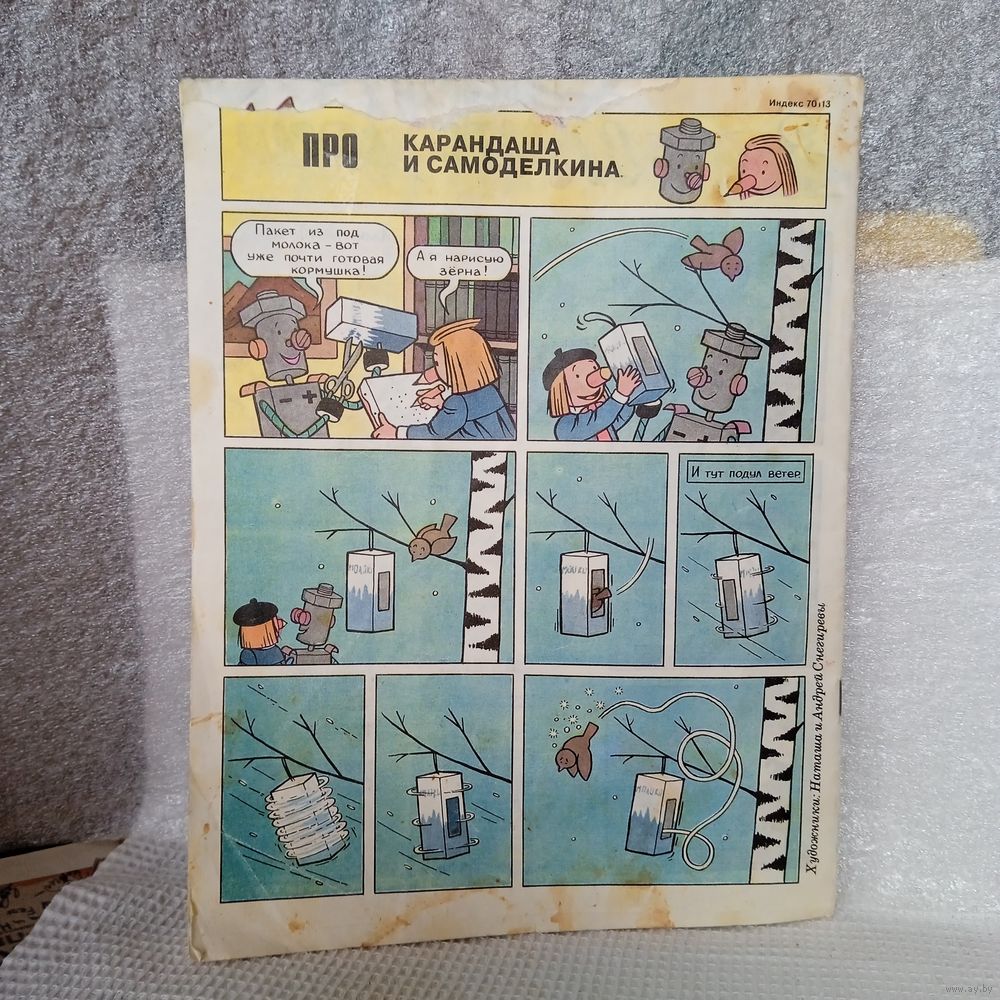 Индекс 70113
ПРО
КАРАНДАША
И САМОДЕЛКИНА
Пакет из под
молока – вот
уже почти готовая
кормушка!
А я нарисую
зёрна!
И тут подул ветер.
Художники: Наташа и Андрей Снегиревы
www.ay.by